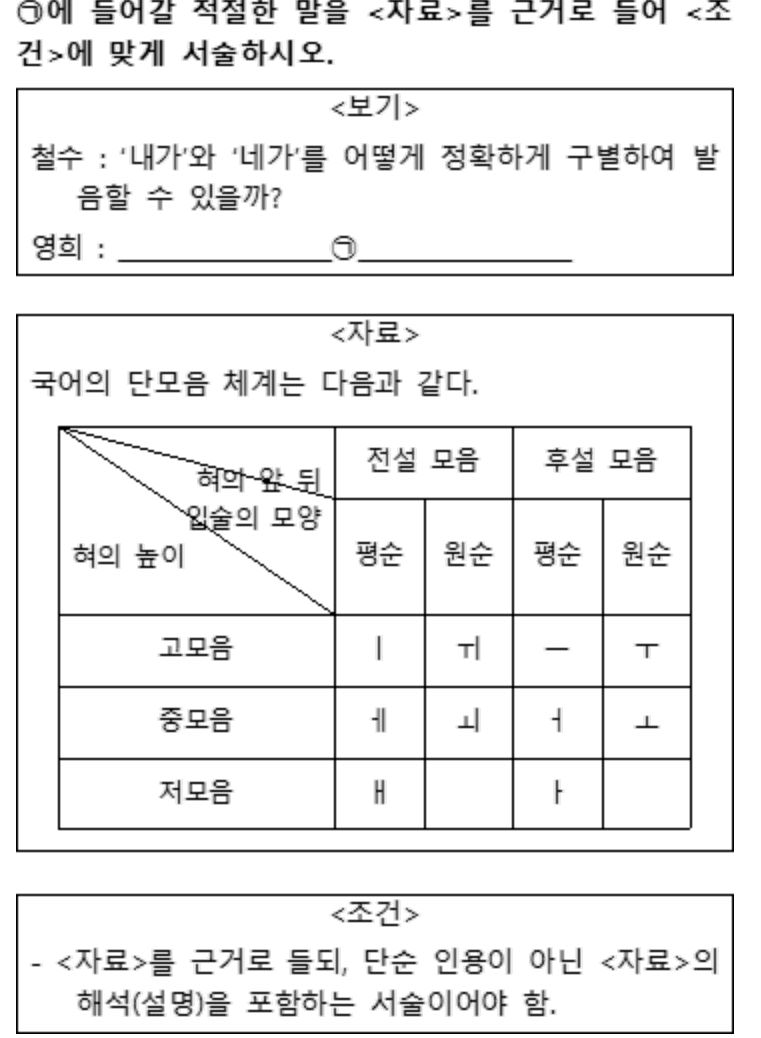 ㉠에 들어갈 적절한 말을 <자료>를 근거로 들어 <조
건>에 맞게 서술하시오.
<보기>
철수 : ‘내가’와 ‘네가’를 어떻게 정확하게 구별하여 발
음할 수 있을까?
영희 : ______________㉠______________
<자료>
국어의 단모음 체계는 다음과 같다.
혀의 앞 뒤
입술의 모양
혀의 높이
전설 모음 후설 모음
평순 원순 평순 원순
고모음 ㅣ ㅟ ㅡ ㅜ
중모음 ㅔ ㅚ ㅓ ㅗ
저모음 ㅐ ㅏ
<조건>
- <자료>를 근거로 들되, 단순 인용이 아닌 <자료>의
해석(설명)을 포함하는 서술이어야 함.